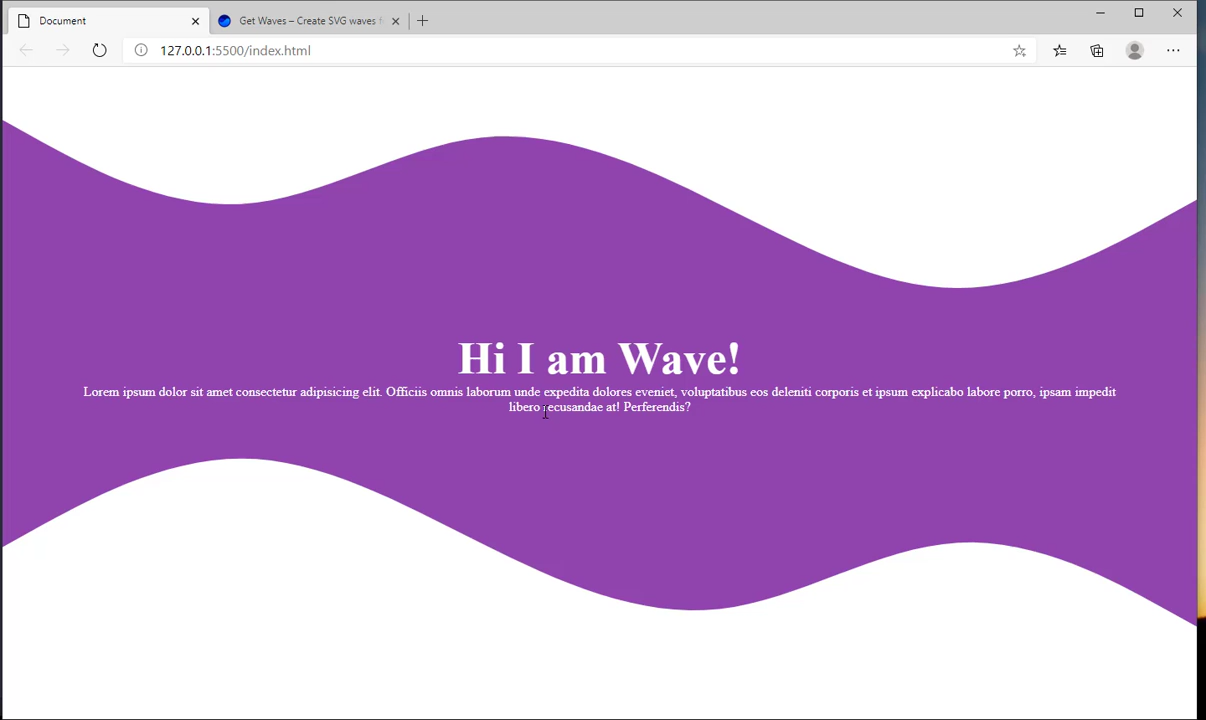 Document
Get Waves – Create SVG waves f
127.0.0.1:5500/index.html
Hi I am Wave!
Lorem ipsum dolor sit amet consectetur adipisicing elit. Officiis omnis laborum unde expedita dolores eveniet, voluptatibus eos deleniti corporis et ipsum explicabo labore porro, ipsam impedit
libero recusandae at! Perferendis?